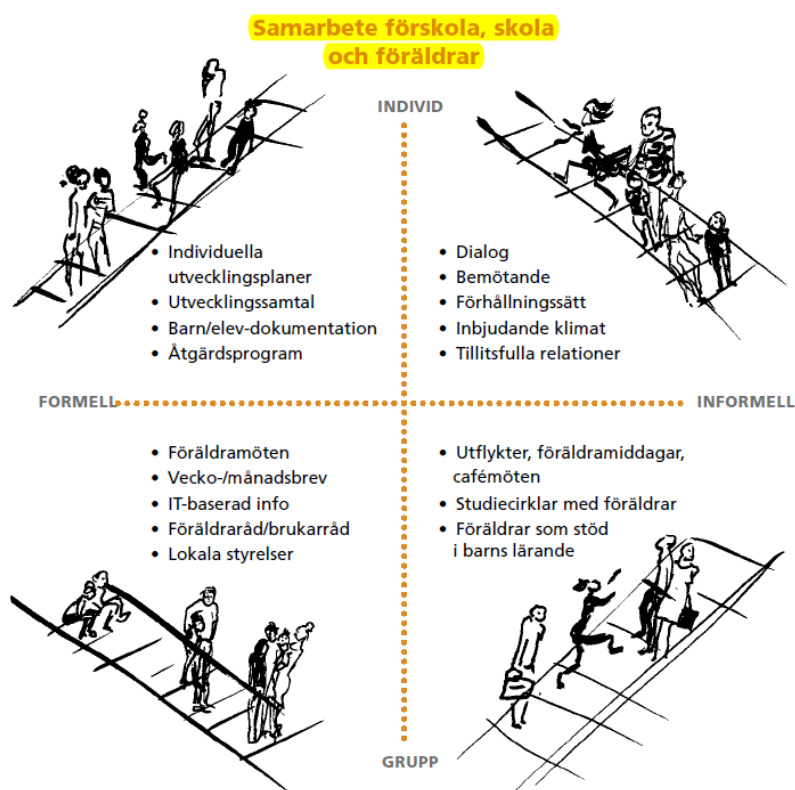 Samarbete förskola, skola
och föräldrar
INDIVID
• Individuella
utvecklingsplaner
• Utvecklingssamtal
• Barn/elev-dokumentation
• Åtgärdsprogram
• Dialog
• Bemötande
• Förhållningssätt
• Inbjudande klimat
• Tillitsfulla relationer
FORMELL
INFORMELL
• Föräldramöten
• Vecko-/månadsbrev
• IT-baserad info
• Föräldraråd/brukarråd
• Lokala styrelser
• Utflykter, föräldramiddagar,
cafémöten
• Studiecirklar med föräldrar
• Föräldrar som stöd
i barns lärande
GRUPP